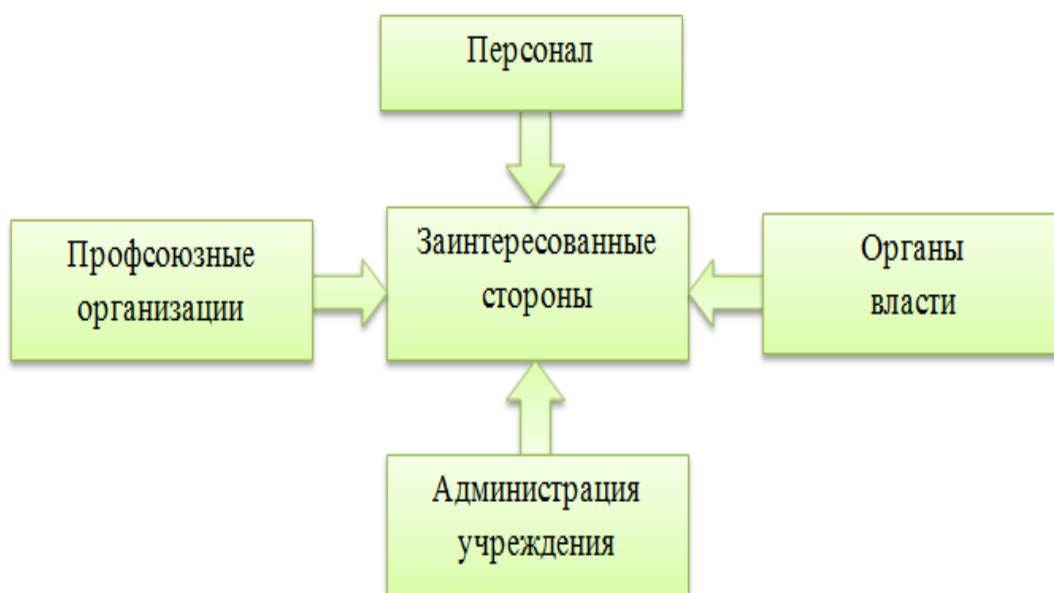 Персонал
Профсоюзные
организации
Заинтересованные
стороны
Органы
власти
Администрация
учреждения